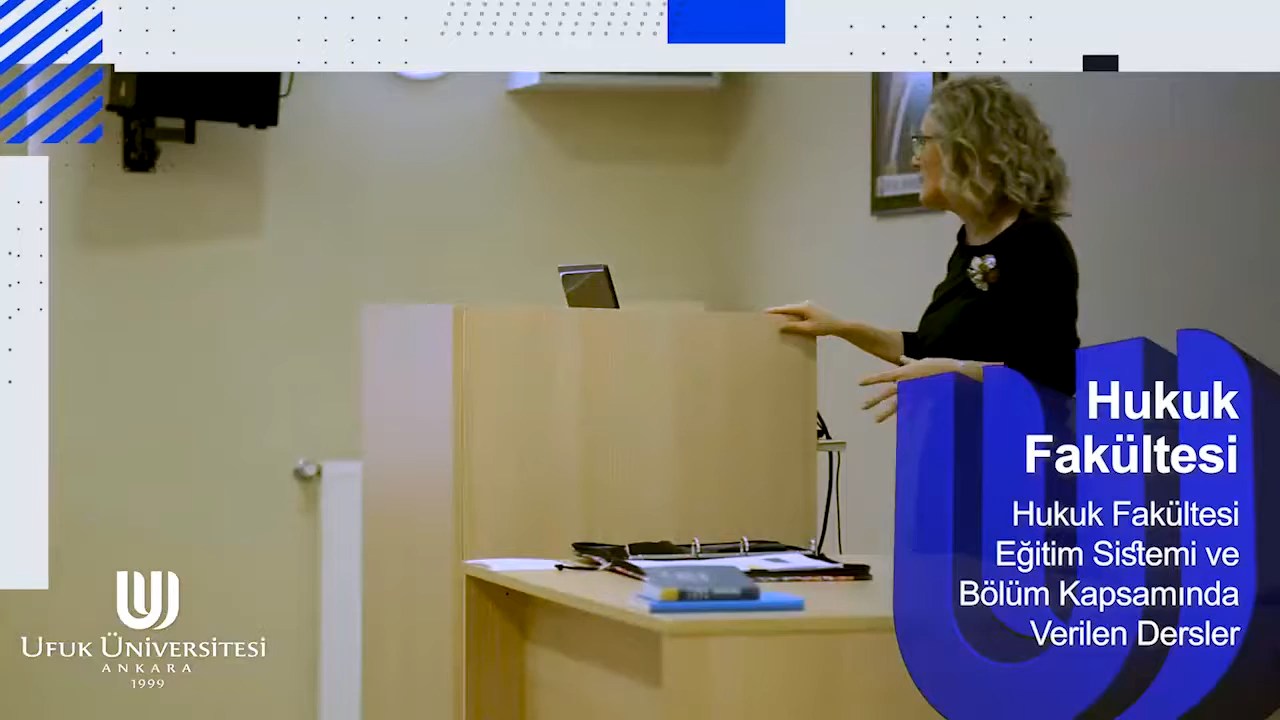 Hukuk
Fakültesi
Hukuk Fakültesi
Eğitim Sistemi ve
Bölüm Kapsamında
Verilen Dersler
UFUK ÜNİVERSİTESİ
ANKARA
1999